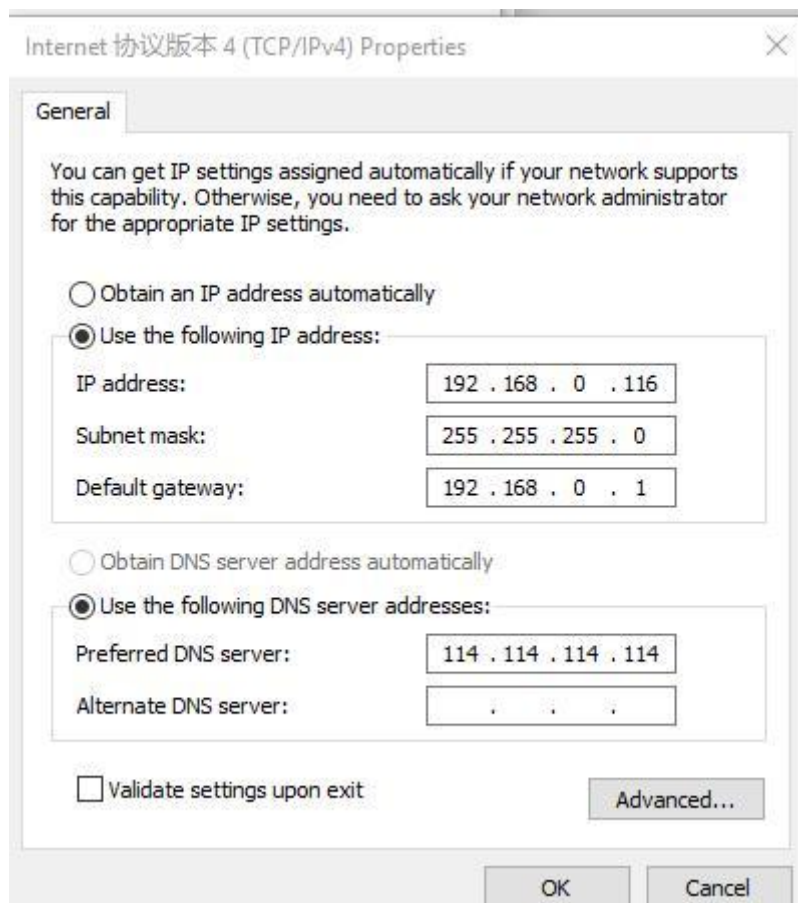 Internet 协议版本 4 (TCP/IPv4) Properties
General
You can get IP settings assigned automatically if your network supports
this capability. Otherwise, you need to ask your network administrator
for the appropriate IP settings.
Obtain an IP address automatically
Use the following IP address:
IP address: 192 . 168 . 0 . 116
Subnet mask: 255 . 255 . 255 . 0
Default gateway: 192 . 168 . 0 . 1
Obtain DNS server address automatically
Use the following DNS server addresses:
Preferred DNS server: 114 . 114 . 114 . 114
Alternate DNS server: . . .
Validate settings upon exit
Advanced...
OK Cancel